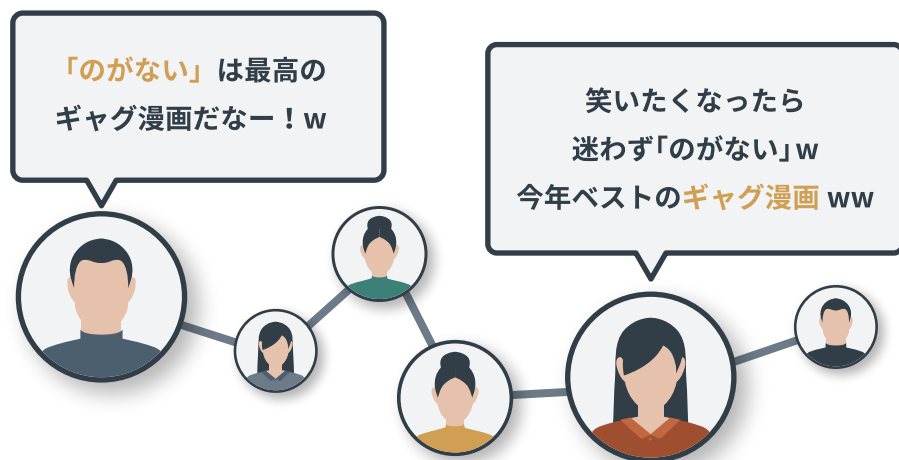 「のがない」は最高の
ギャグ漫画だなー！w
笑いたくなったら
迷わず「のがない」w
今年ベストのギャグ漫画 ww